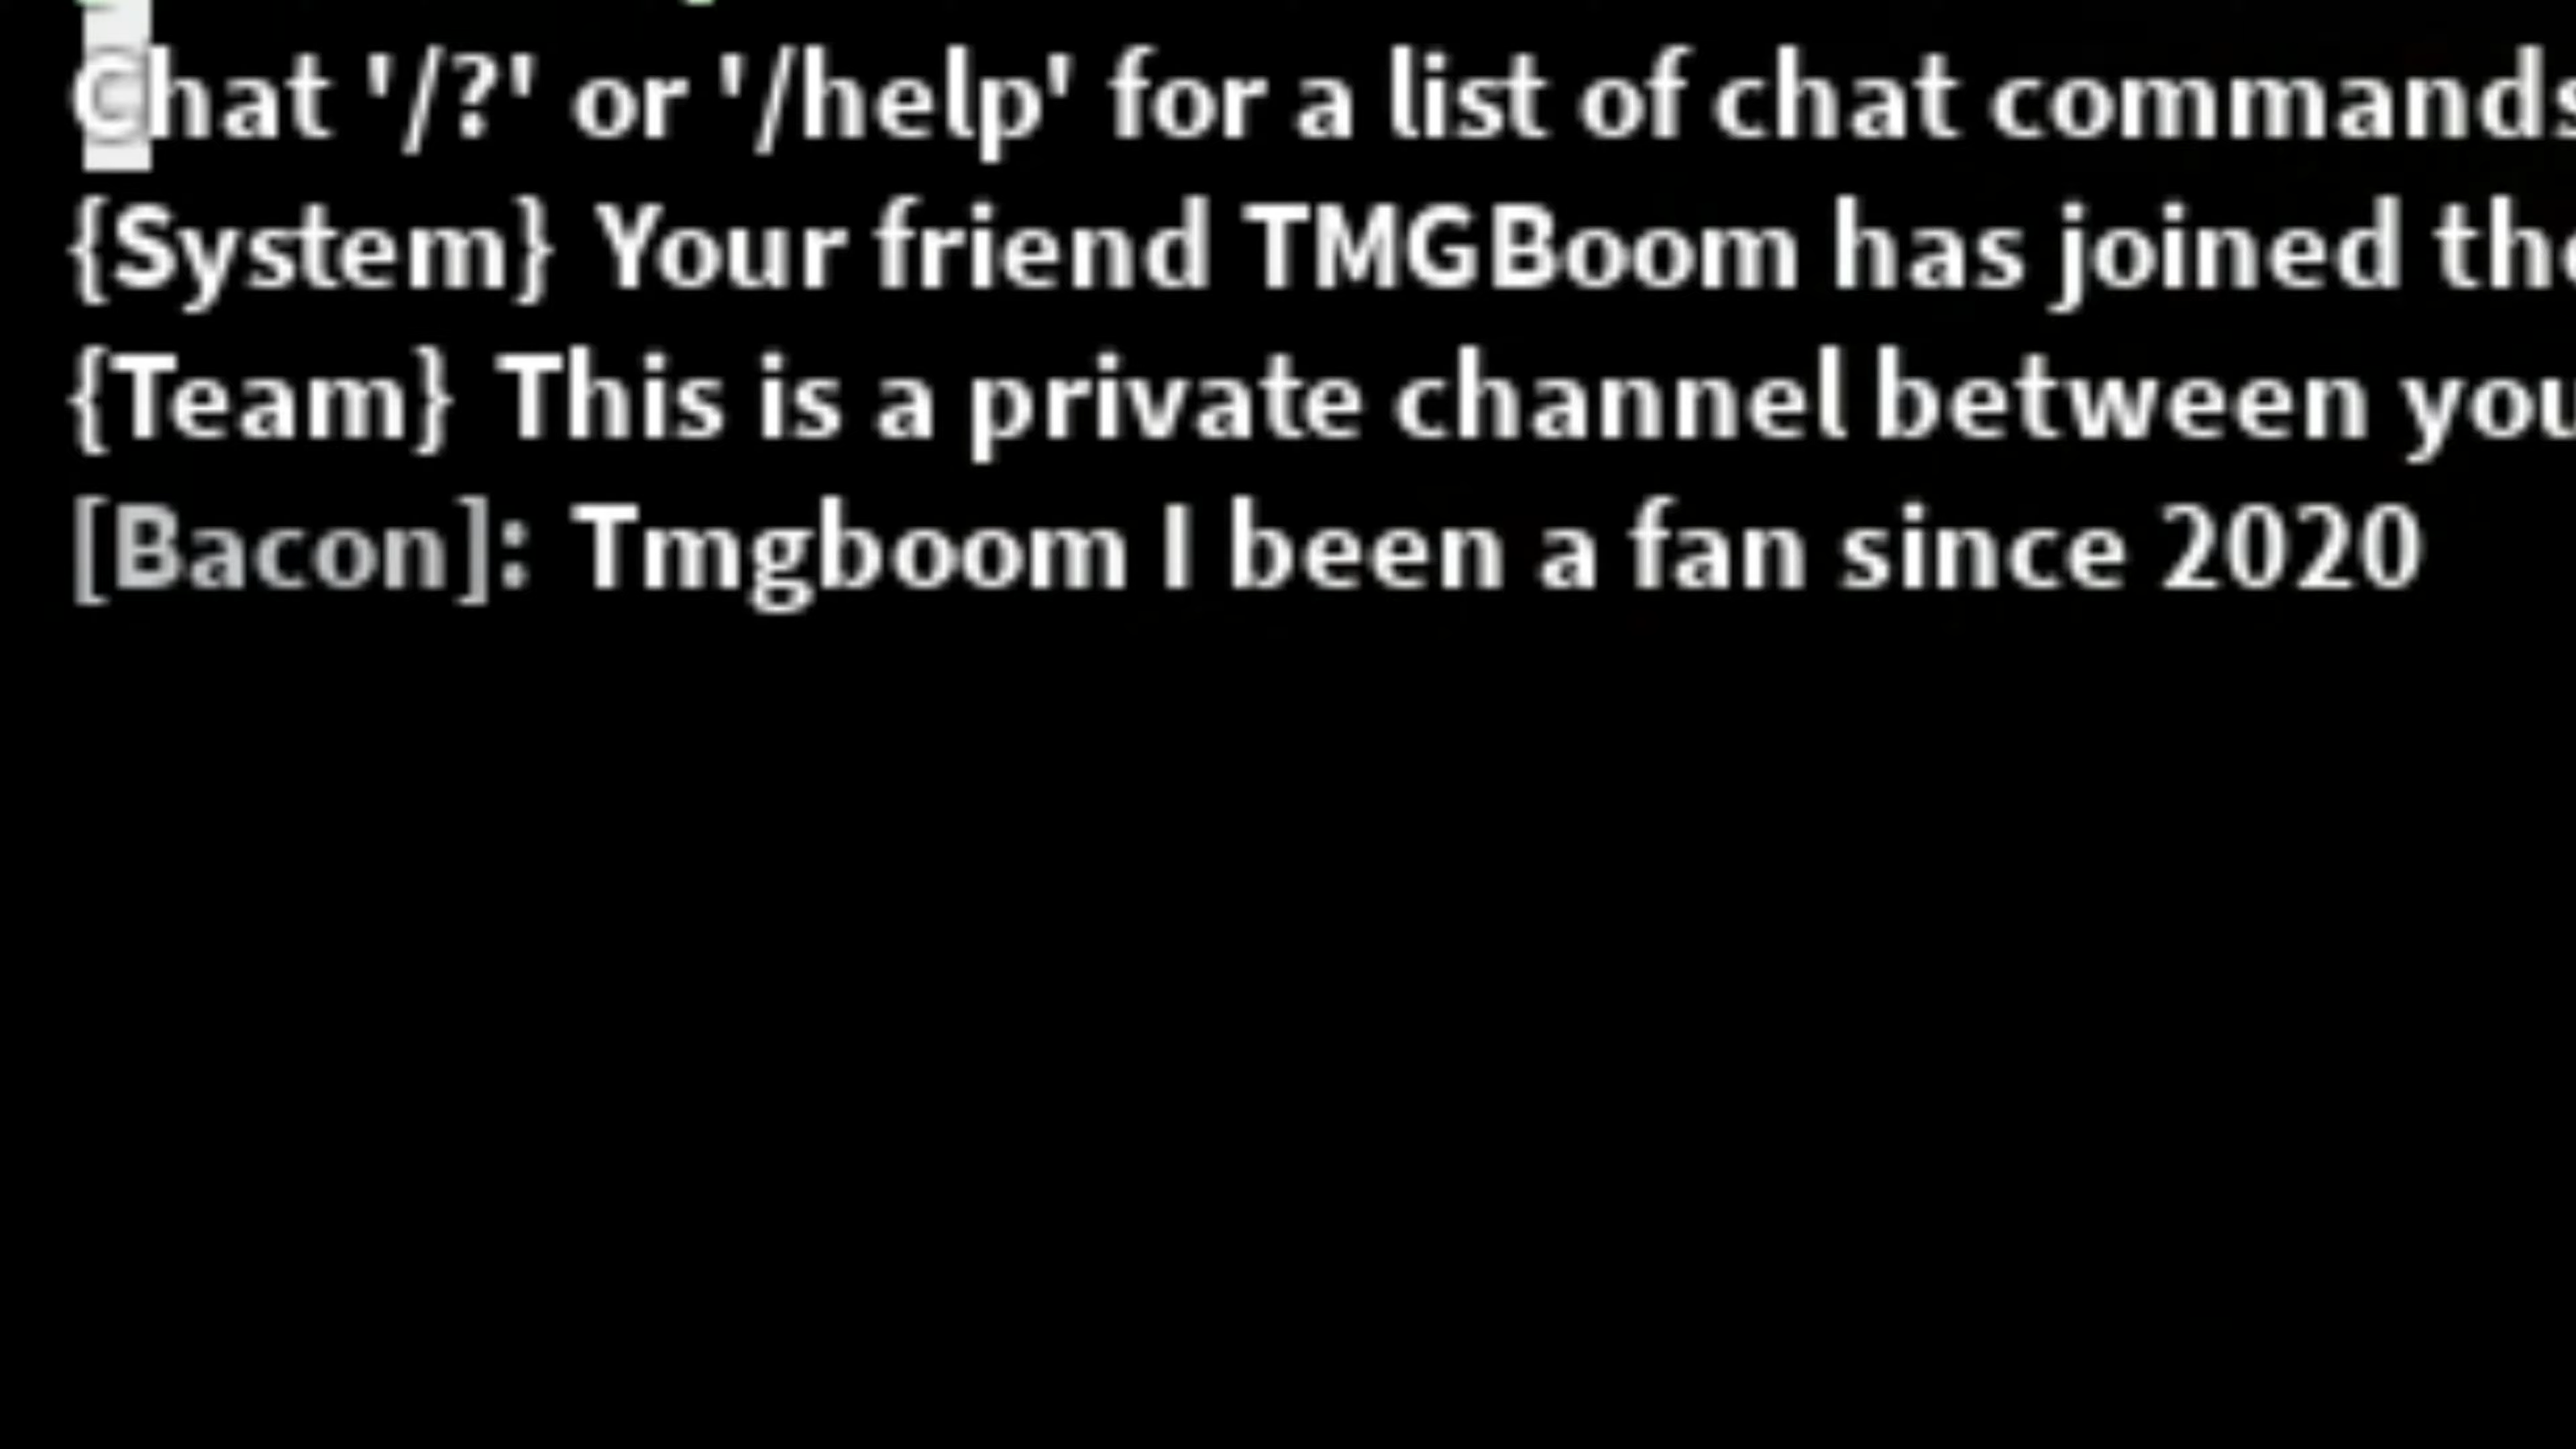 Chat '/?' or '/help' for a list of chat commands
{System} Your friend TMGBoom has joined the
{Team} This is a private channel between you
[Bacon]: Tmgboom I been a fan since 2020